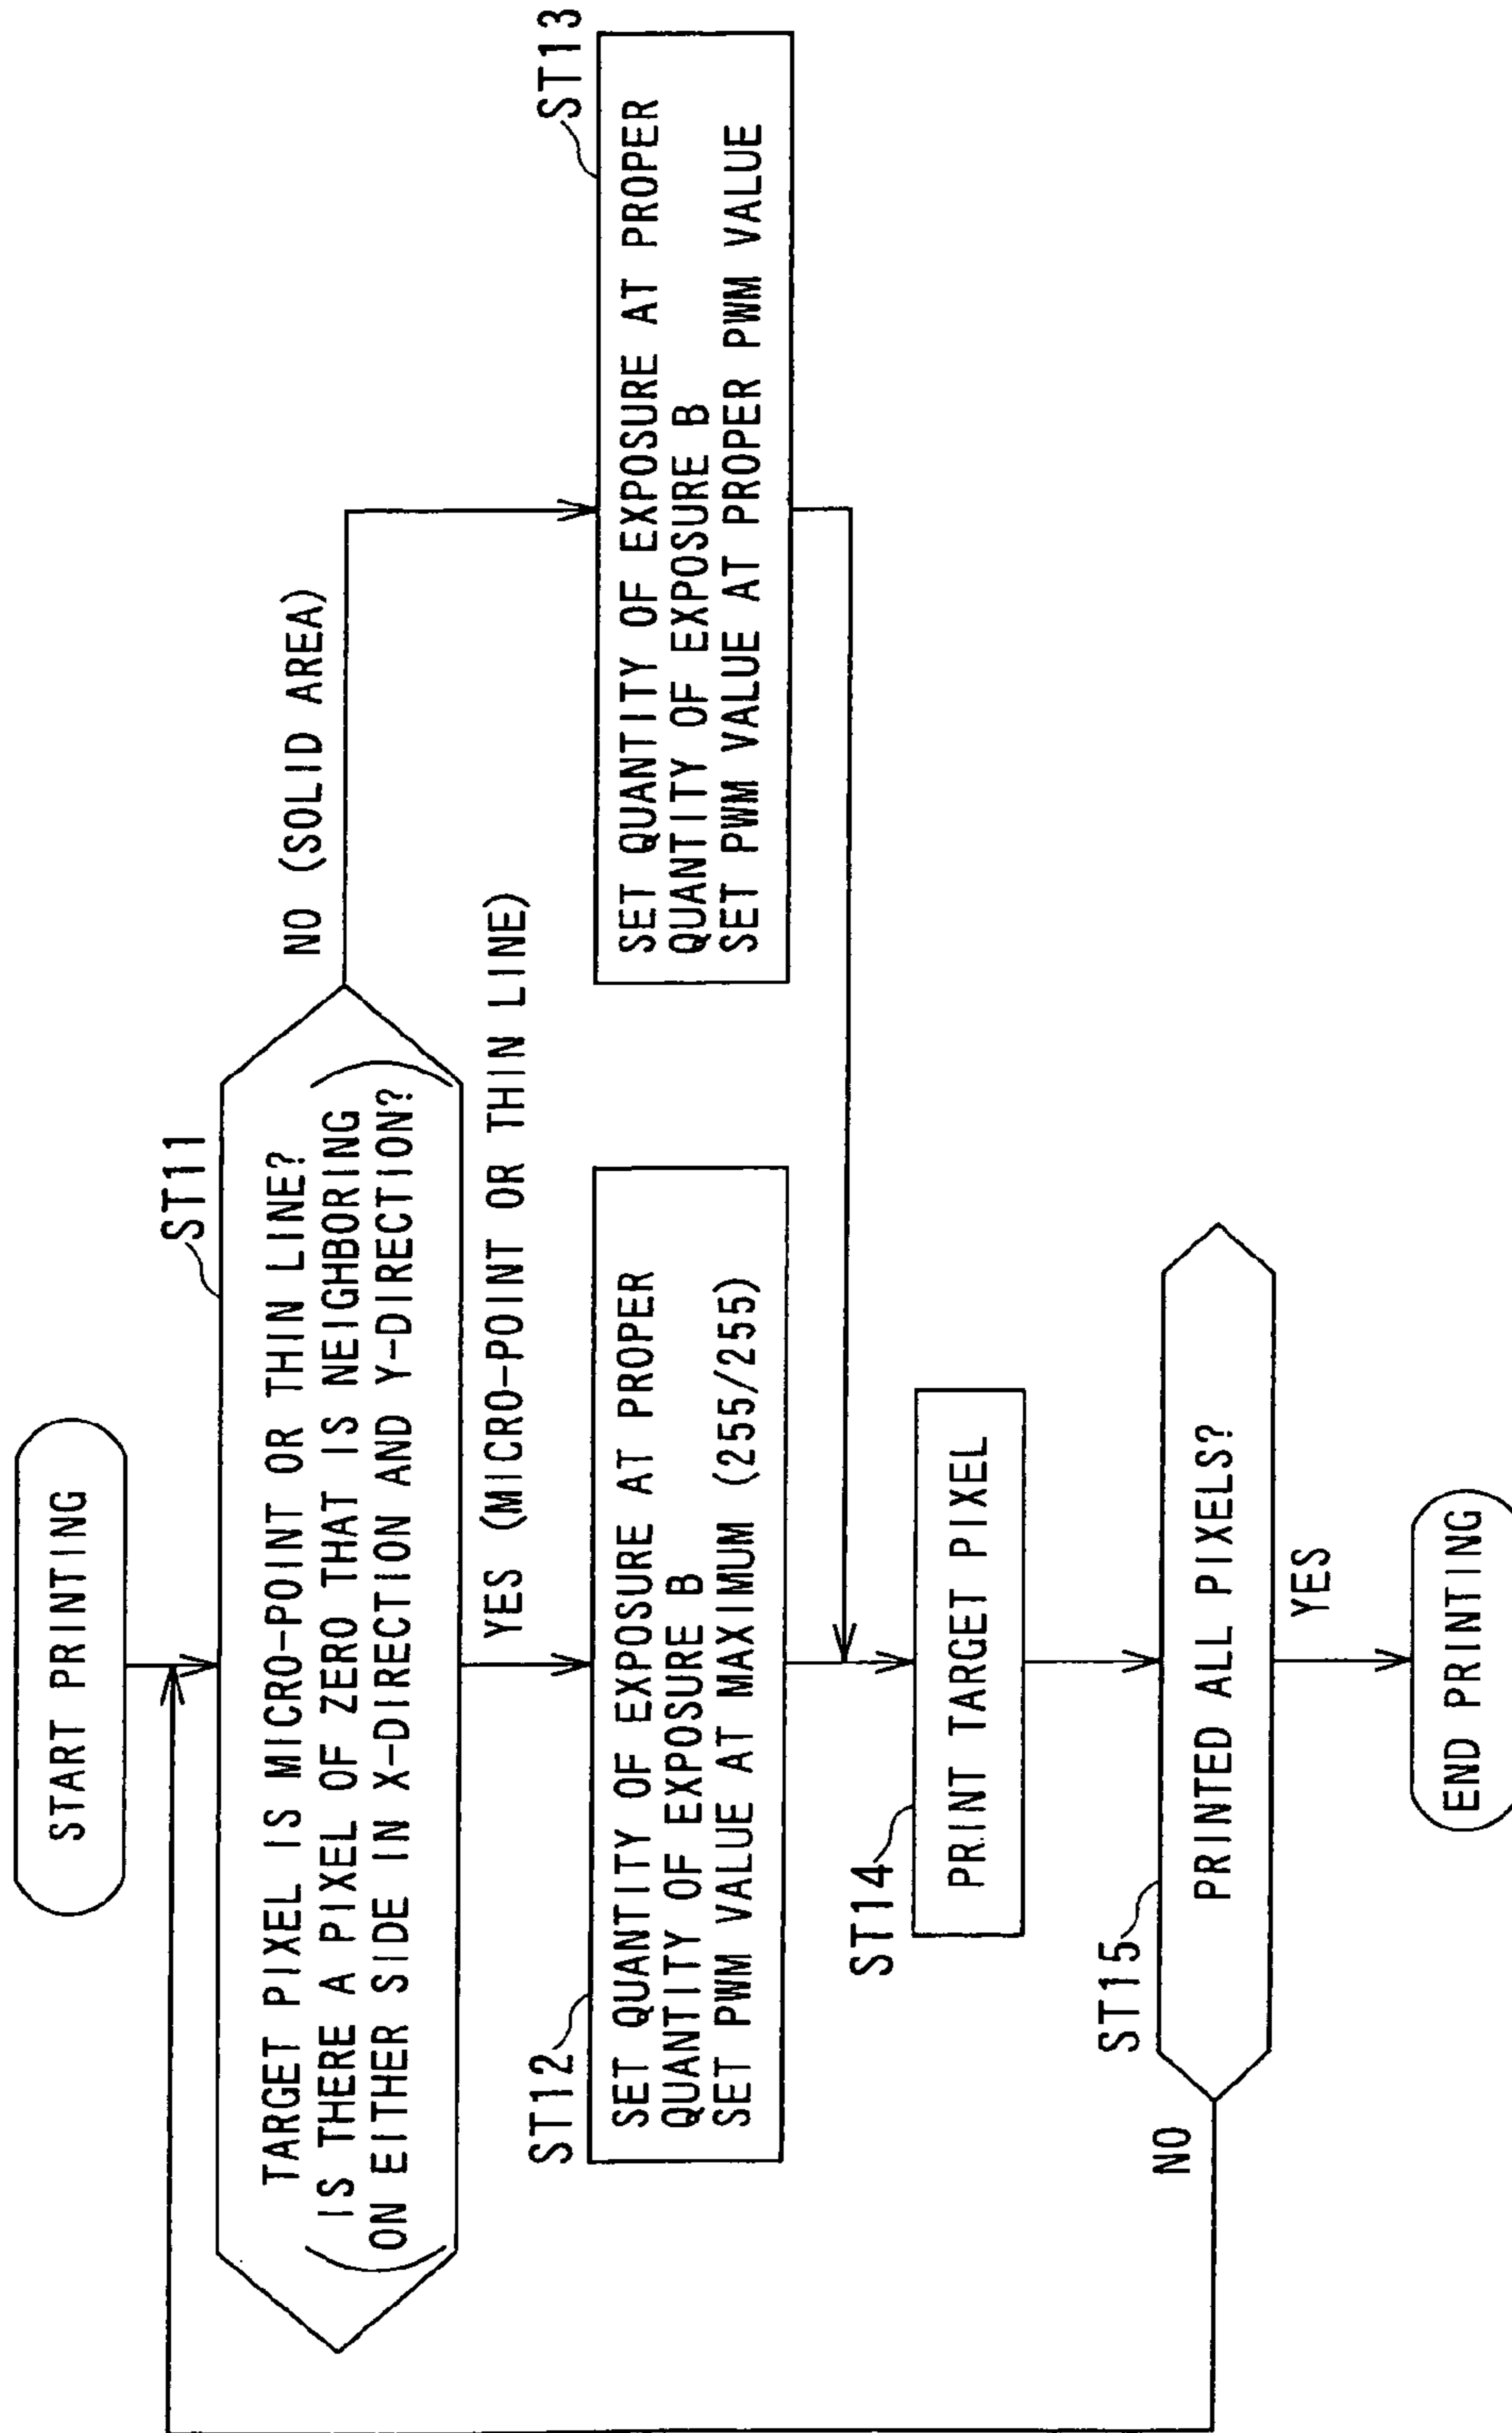 START PRINTING
ST11
TARGET PIXEL IS MICRO-POINT OR THIN LINE?
(IS THERE A PIXEL OF ZERO THAT IS NEIGHBORING
ON EITHER SIDE IN X-DIRECTION AND Y-DIRECTION?)
NO (SOLID AREA)
YES (MICRO-POINT OR THIN LINE)
ST12
SET QUANTITY OF EXPOSURE AT PROPER
QUANTITY OF EXPOSURE B
SET PWM VALUE AT MAXIMUM (255/255)
ST13
SET QUANTITY OF EXPOSURE AT PROPER
QUANTITY OF EXPOSURE B
SET PWM VALUE AT PROPER PWM VALUE
ST14
PRINT TARGET PIXEL
ST15
PRINTED ALL PIXELS?
NO
YES
END PRINTING